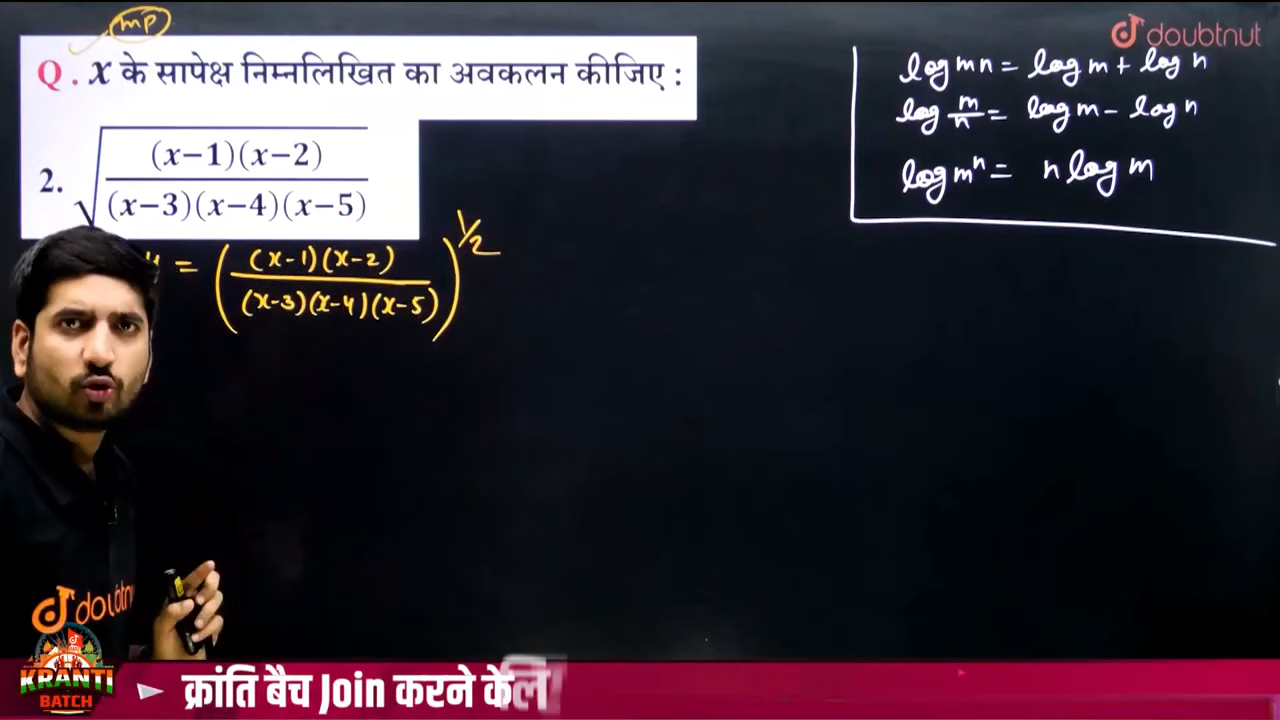 mp
doubtnut
Q. x के सापेक्ष निम्नलिखित का अवकलन कीजिए :
2. √((x−1)(x−2) / (x−3)(x−4)(x−5))
log mn = log m + log n
log m/n = log m − log n
log mⁿ = n log m
y = ((x-1)(x-2) / (x-3)(x-4)(x-5))^1/2
doubtnut
KRANTI
BATCH
क्रांति बैच Join करने के लि